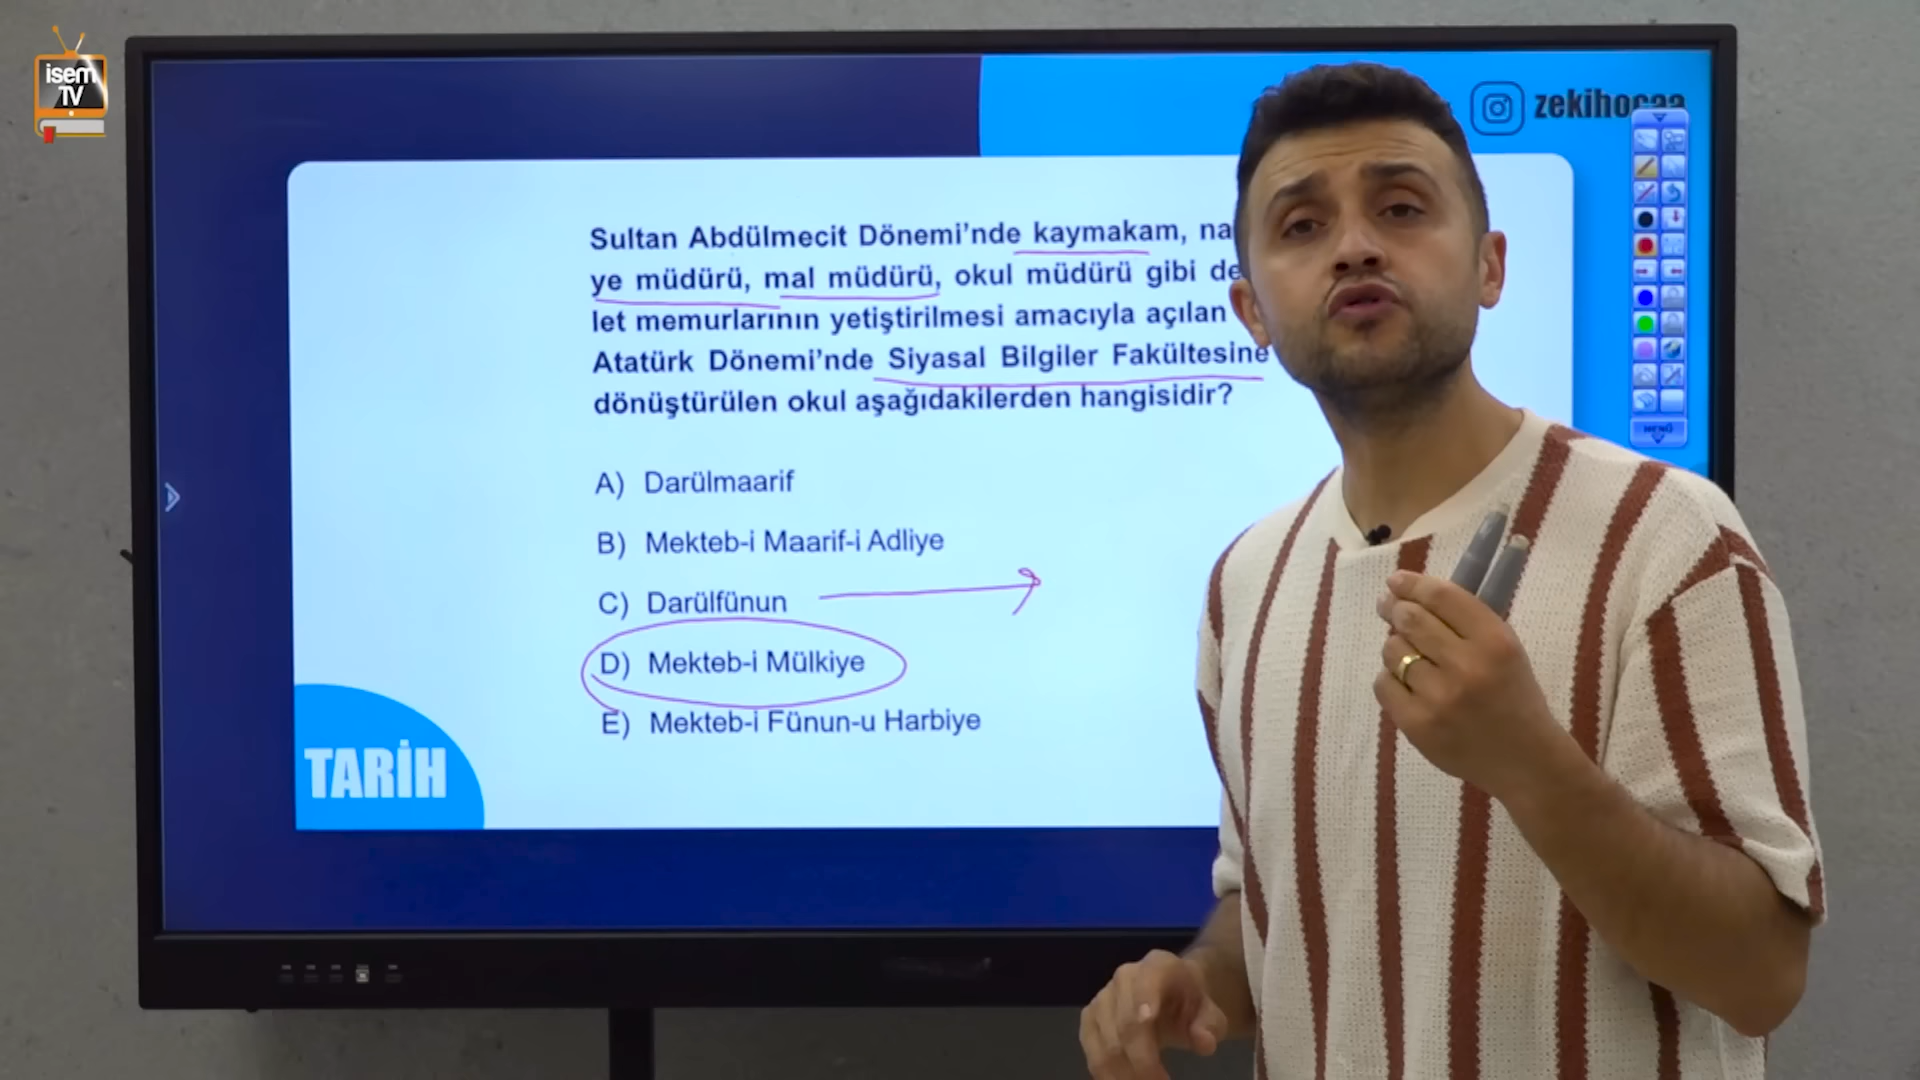 isem
TV
zekihocaa
Sultan Abdülmecit Dönemi'nde kaymakam, na
ye müdürü, mal müdürü, okul müdürü gibi de
let memurlarının yetiştirilmesi amacıyla açılan
Atatürk Dönemi'nde Siyasal Bilgiler Fakültesine
dönüştürülen okul aşağıdakilerden hangisidir?
A) Darülmaarif
B) Mekteb-i Maarif-i Adliye
C) Darülfünun
D) Mekteb-i Mülkiye
E) Mekteb-i Fünun-u Harbiye
TARİH
MENÜ